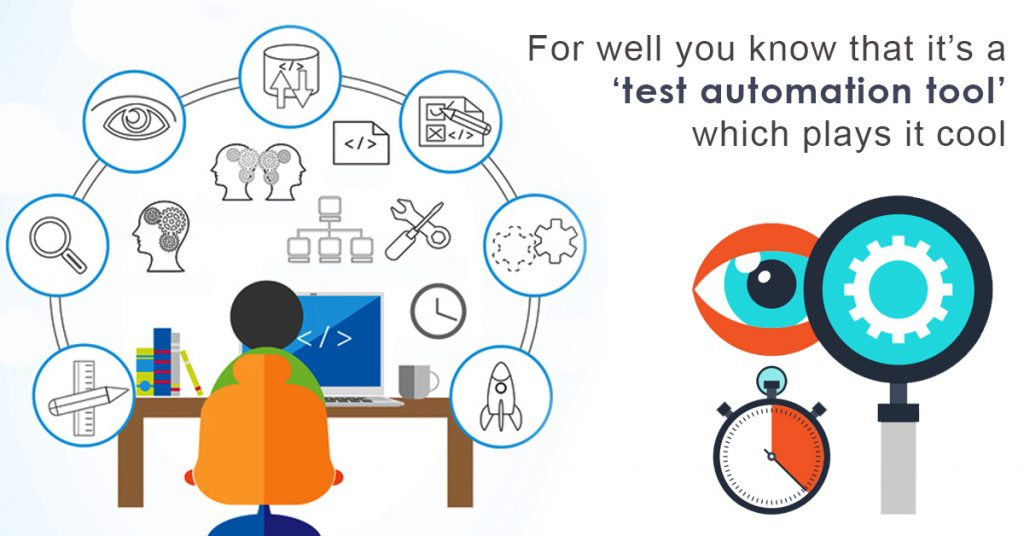 For well you know that it’s a
‘test automation tool’
which plays it cool
</>
</>
</>
</>